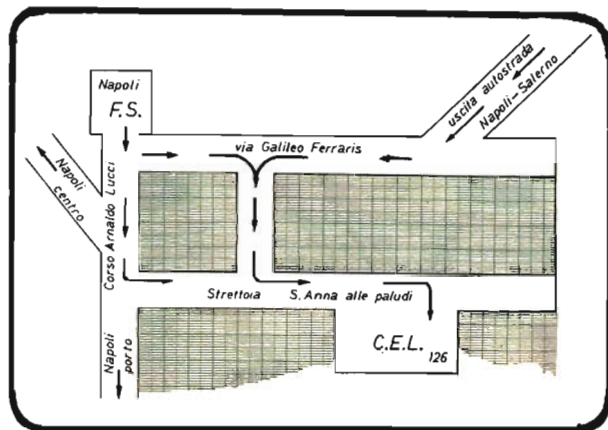 Napoli
F.S.
uscita autostrada
Napoli-Salerno
via Galileo Ferraris
Napoli
centro
Corso Arnaldo Lucci
Strettoia S. Anna alle paludi
C.E.L. 126
Napoli
porto